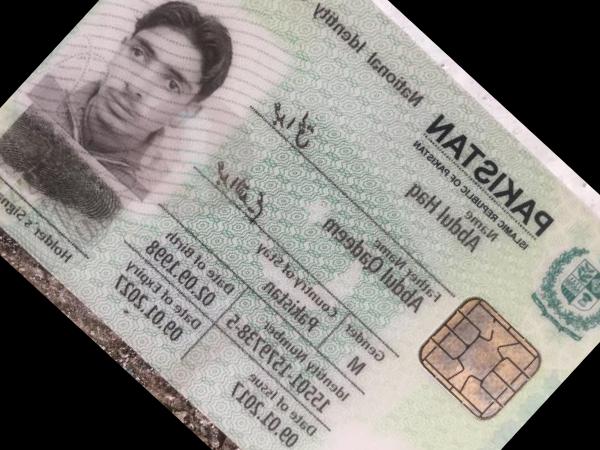 PAKISTAN National Identity
ISLAMIC REPUBLIC OF PAKISTAN
Name
Abdul Haq
Father Name
Abdul Qadeem
Gender Country of Stay
M Pakistan
Identity Number Date of Birth
15501-1579738-5 02.09.1998
Date of Issue Date of Expiry
09.01.2017 09.01.2027
Holder's